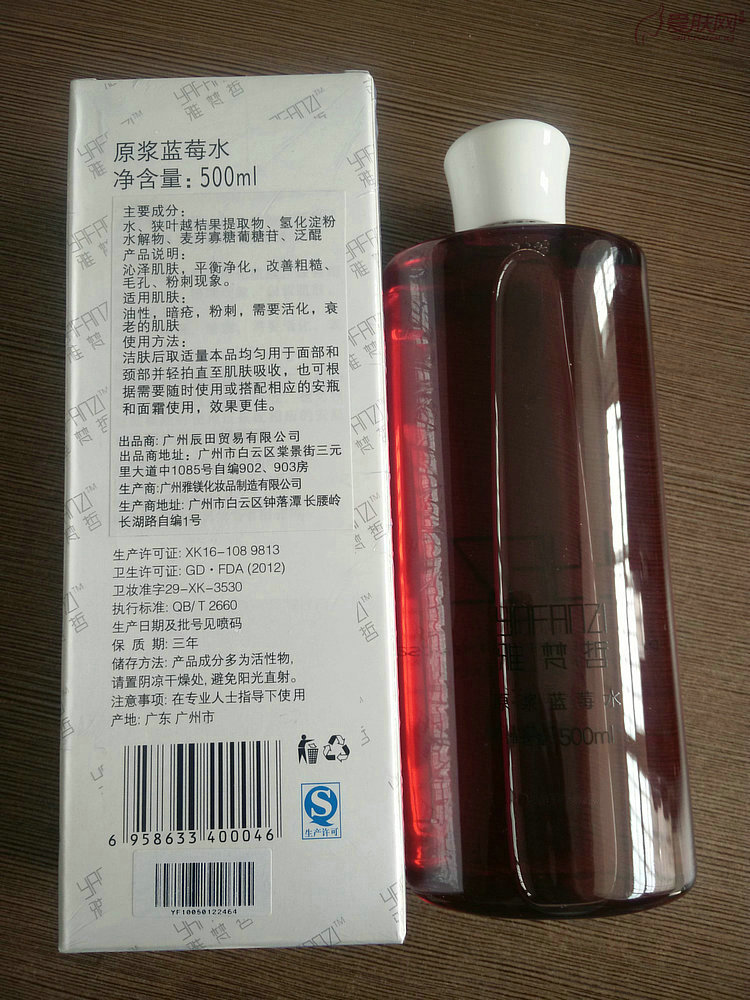 爱肤网
YAFANZI™
雅梵哲
原浆蓝莓水
净含量: 500ml
主要成分:
水、狭叶越桔果提取物、氢化淀粉
水解物、麦芽寡糖葡糖苷、泛醌
产品说明:
沁泽肌肤,平衡净化,改善粗糙、
毛孔、粉刺现象。
适用肌肤:
油性,暗疮,粉刺,需要活化,衰
老的肌肤
使用方法:
洁肤后取适量本品均匀用于面部和
颈部并轻拍直至肌肤吸收,也可根
据需要随时使用或搭配相应的安瓶
和面霜使用,效果更佳。
出品商: 广州辰田贸易有限公司
出品商地址: 广州市白云区棠景街三元
里大道中1085号自编902、903房
生产商:广州雅镁化妆品制造有限公司
生产商地址: 广州市白云区钟落潭长腰岭
长湖路自编1号
生产许可证: XK16-108 9813
卫生许可证: GD·FDA (2012)
卫妆准字29-XK-3530
执行标准: QB/T 2660
生产日期及批号见喷码
保 质 期: 三年
储存方法: 产品成分多为活性物,
请置阴凉干燥处, 避免阳光直射。
注意事项: 在专业人士指导下使用
产地: 广东 广州市
6 958633 400046
生产许可
YF10050122464
YAFANZI
雅梵哲
原浆蓝莓水
净含量:500ml